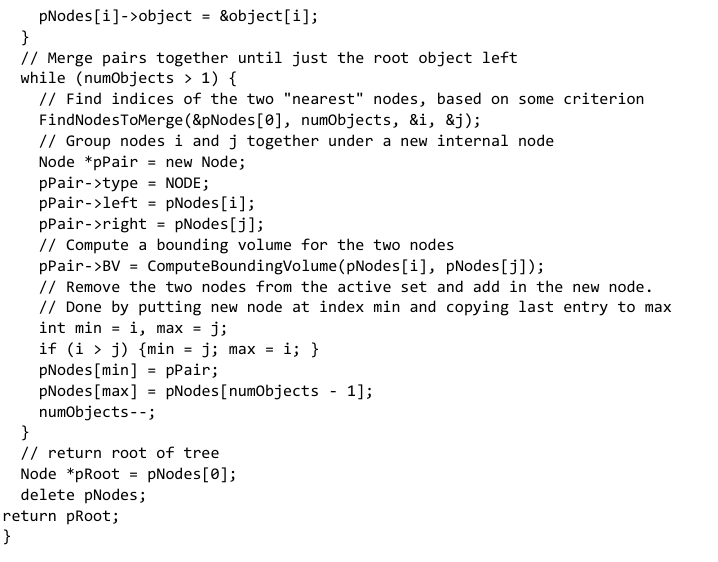 pNodes[i]->object = &object[i];
  }
  // Merge pairs together until just the root object left
  while (numObjects > 1) {
    // Find indices of the two "nearest" nodes, based on some criterion
    FindNodesToMerge(&pNodes[0], numObjects, &i, &j);
    // Group nodes i and j together under a new internal node
    Node *pPair = new Node;
    pPair->type = NODE;
    pPair->left = pNodes[i];
    pPair->right = pNodes[j];
    // Compute a bounding volume for the two nodes
    pPair->BV = ComputeBoundingVolume(pNodes[i], pNodes[j]);
    // Remove the two nodes from the active set and add in the new node.
    // Done by putting new node at index min and copying last entry to max
    int min = i, max = j;
    if (i > j) {min = j; max = i; }
    pNodes[min] = pPair;
    pNodes[max] = pNodes[numObjects - 1];
    numObjects--;
  }
  // return root of tree
  Node *pRoot = pNodes[0];
  delete pNodes;
return pRoot;
}